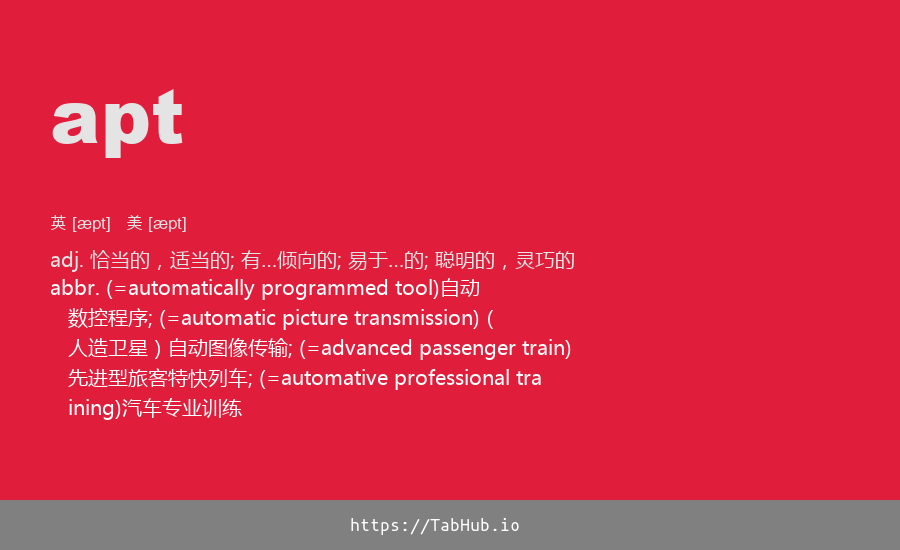 apt
英 [æpt] 美 [æpt]
adj. 恰当的，适当的; 有…倾向的; 易于…的; 聪明的，灵巧的
abbr. (=automatically programmed tool)自动
数控程序; (=automatic picture transmission)（
人造卫星）自动图像传输; (=advanced passenger train)
先进型旅客特快列车; (=automative professional tra
ining)汽车专业训练
https://TabHub.io